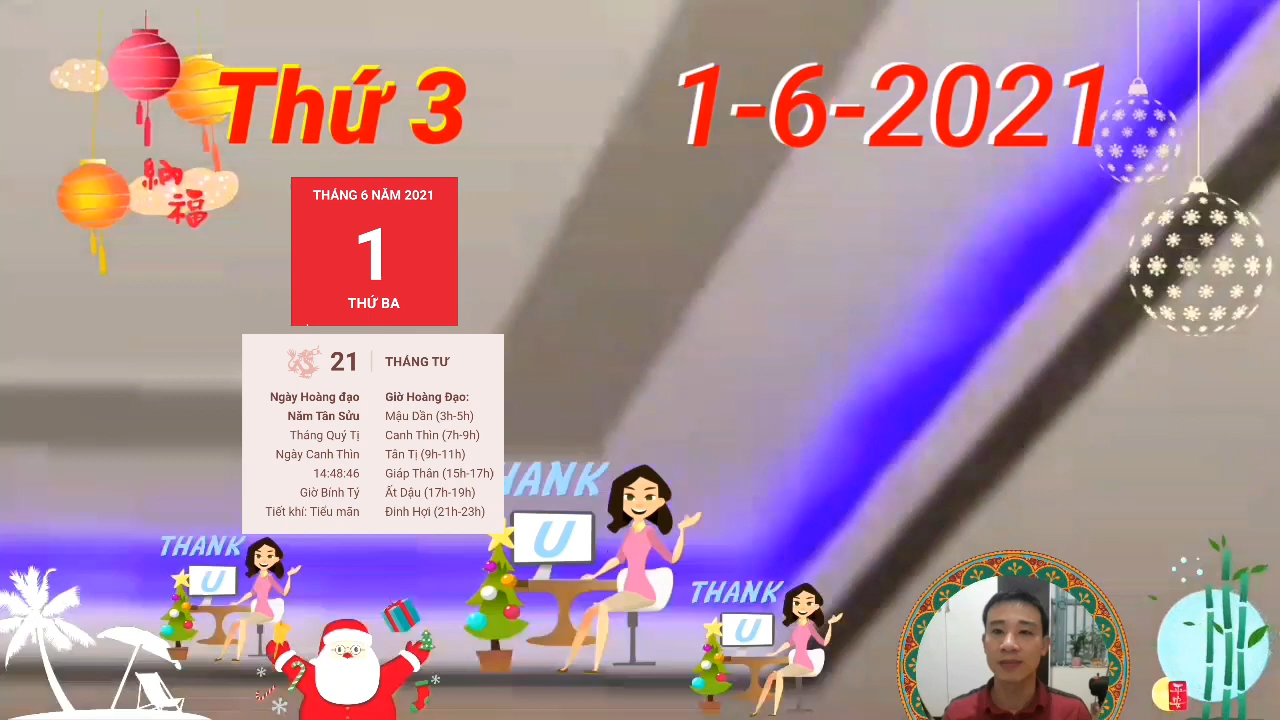 Thứ 3
1-6-2021
納
福
THÁNG 6 NĂM 2021
1
THỨ BA
21
THÁNG TƯ
Ngày Hoàng đạo
Năm Tân Sửu
Tháng Quý Tị
Ngày Canh Thìn
14:48:46
Giờ Bính Tý
Tiết khí: Tiểu mãn
Giờ Hoàng Đạo:
Mậu Dần (3h-5h)
Canh Thìn (7h-9h)
Tân Tị (9h-11h)
Giáp Thân (15h-17h)
Ất Dậu (17h-19h)
Đinh Hợi (21h-23h)
HANK
U
THANK
U
THANK
U